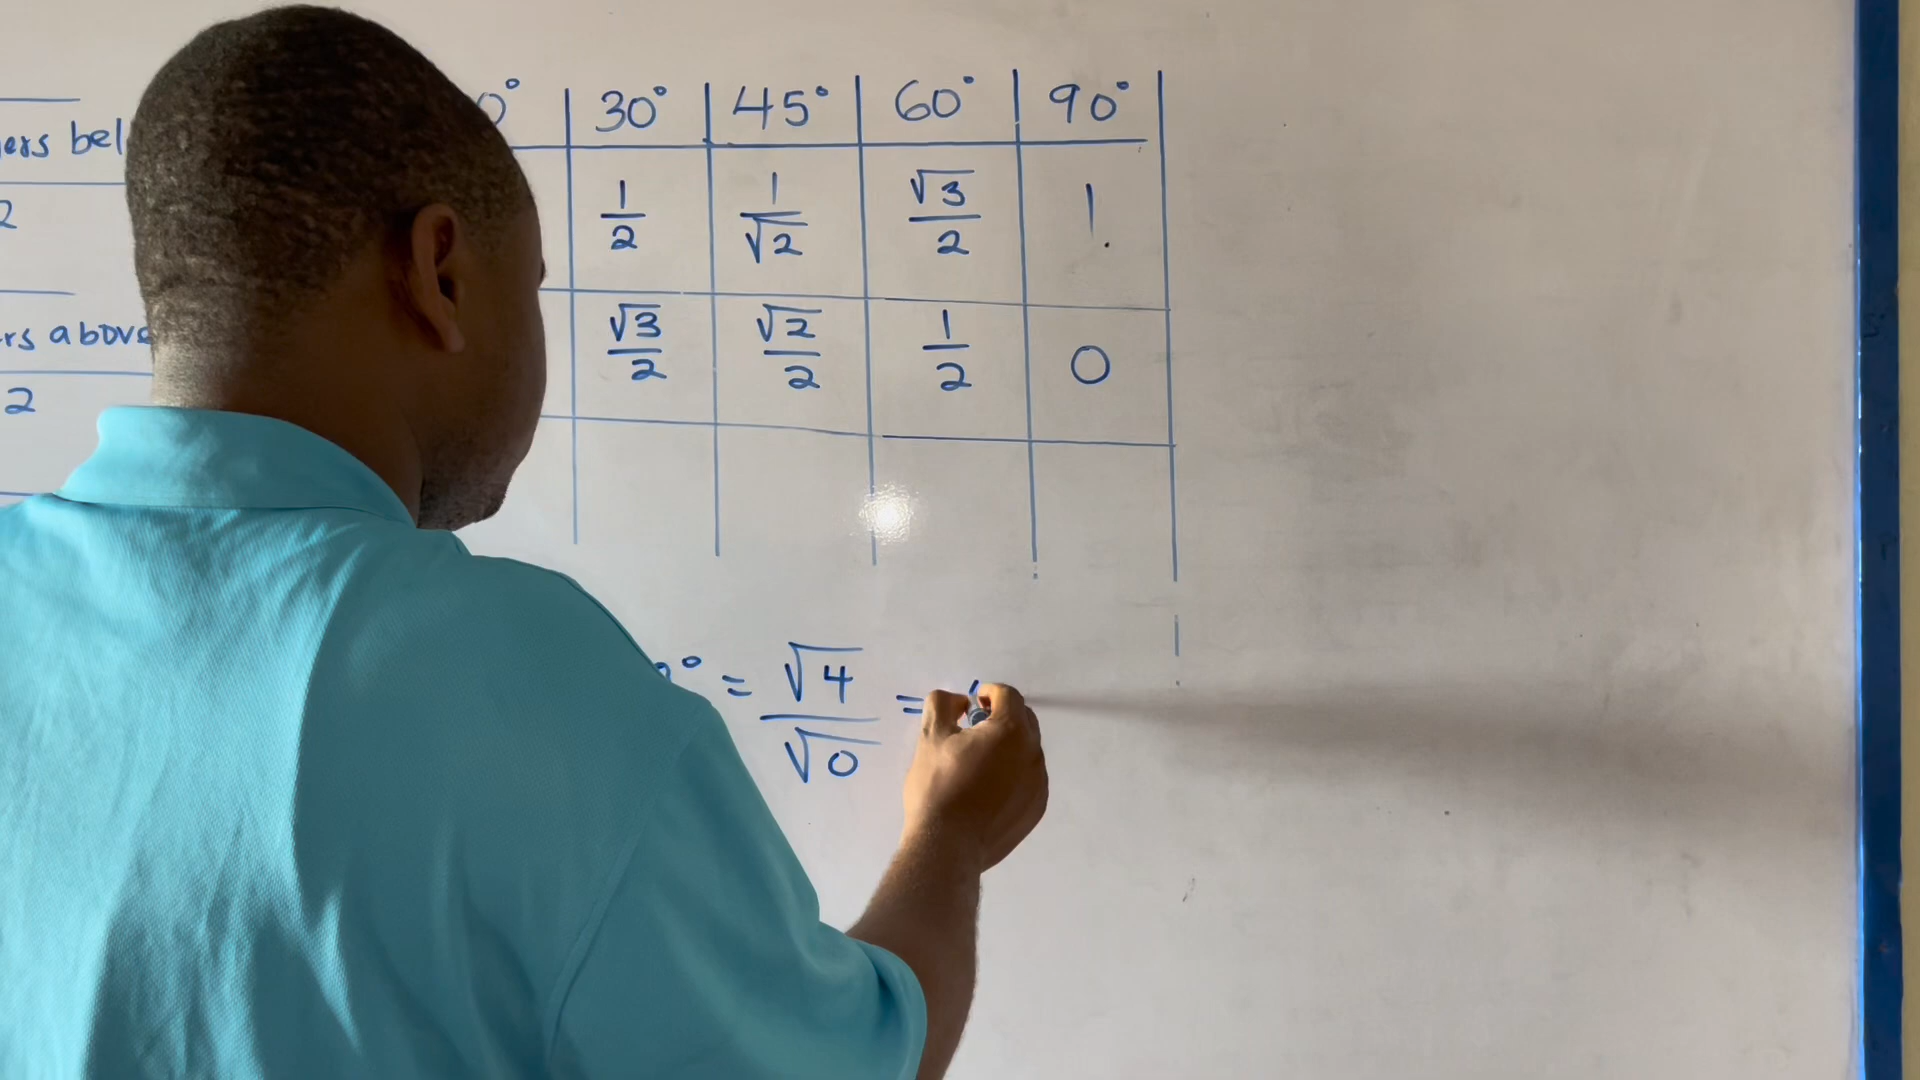 0° 30° 45° 60° 90°
ers bel
1/2 1/√2 √3/2 1
2
rs above
√3/2 √2/2 1/2 0
2
° = √4/√0 =